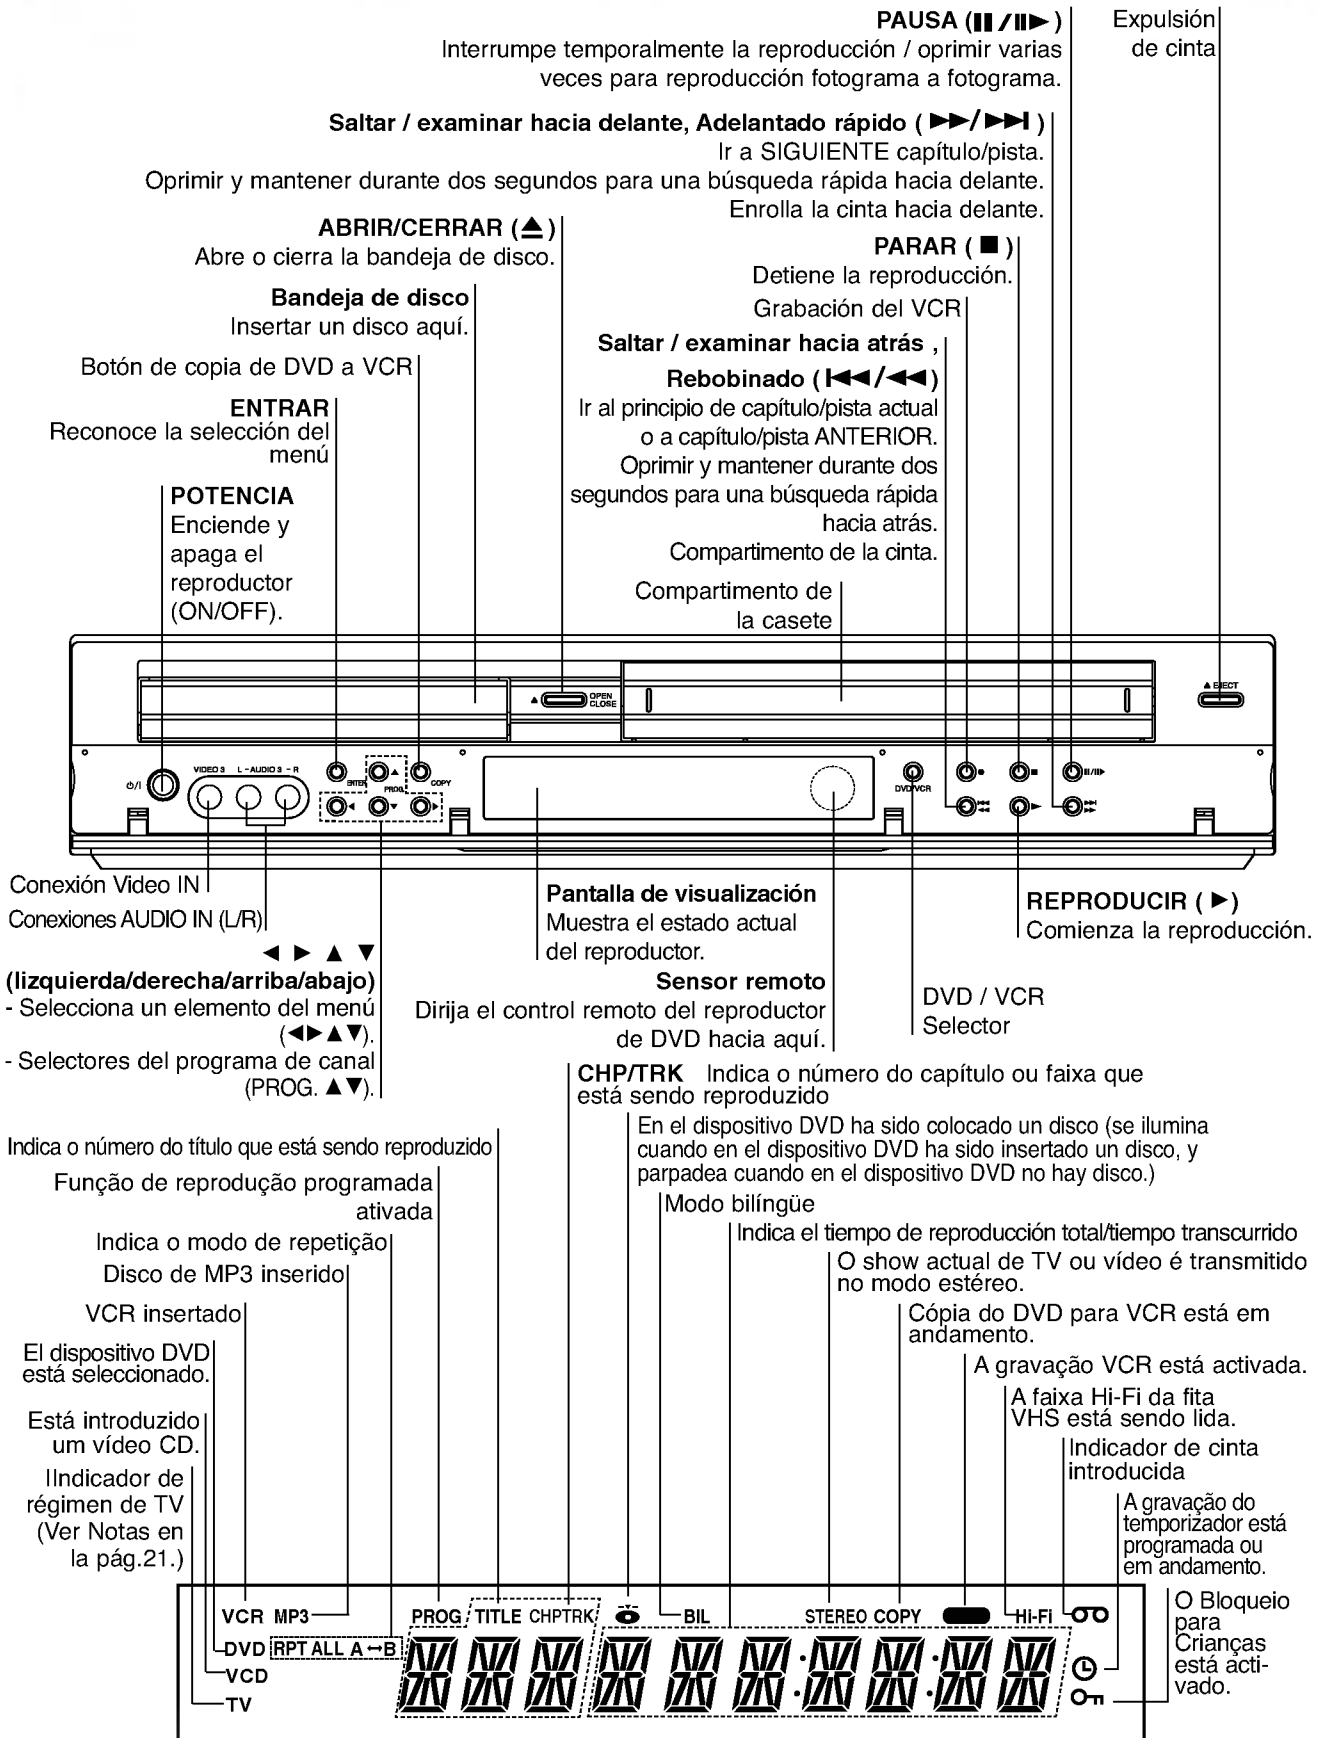 PAUSA (❚❚ /❚❚▶ )
Interrumpe temporalmente la reproducción / oprimir varias
veces para reproducción fotograma a fotograma.
Expulsión
de cinta
Saltar / examinar hacia delante, Adelantado rápido ( ▶▶/▶▶❙ )
Ir a SIGUIENTE capítulo/pista.
Oprimir y mantener durante dos segundos para una búsqueda rápida hacia delante.
Enrolla la cinta hacia delante.
ABRIR/CERRAR (⏏)
Abre o cierra la bandeja de disco.
PARAR ( ■ )
Detiene la reproducción.
Bandeja de disco
Insertar un disco aquí.
Grabación del VCR
Saltar / examinar hacia atrás ,
Rebobinado (❙◀◀/◀◀)
Ir al principio de capítulo/pista actual
o a capítulo/pista ANTERIOR.
Oprimir y mantener durante dos
segundos para una búsqueda rápida
hacia atrás.
Compartimento de la cinta.
Botón de copia de DVD a VCR
ENTRAR
Reconoce la selección del
menú
POTENCIA
Enciende y
apaga el
reproductor
(ON/OFF).
Compartimento de
la casete
▲ OPEN
CLOSE
▲ EJECT
VIDEO 3 L - AUDIO 3 - R
⏻/I
ENTER
▲
PROG.
COPY
◀ ▼ ▶
DVD/VCR
● ■ ❚❚/❚❚▶
❙◀◀
◀◀
▶
▶▶❙
▶▶
Conexión Video IN
Conexiones AUDIO IN (L/R)
◀ ▶ ▲ ▼
(Iizquierda/derecha/arriba/abajo)
- Selecciona un elemento del menú
(◀▶▲▼).
- Selectores del programa de canal
(PROG. ▲▼).
Pantalla de visualización
Muestra el estado actual
del reproductor.
Sensor remoto
Dirija el control remoto del reproductor
de DVD hacia aquí.
DVD / VCR
Selector
REPRODUCIR ( ▶)
Comienza la reproducción.
CHP/TRK Indica o número do capítulo ou faixa que
está sendo reproduzido
En el dispositivo DVD ha sido colocado un disco (se ilumina
cuando en el dispositivo DVD ha sido insertado un disco, y
parpadea cuando en el dispositivo DVD no hay disco.)
Indica o número do título que está sendo reproduzido
Função de reprodução programada
ativada
Modo bilíngüe
Indica el tiempo de reproducción total/tiempo transcurrido
Indica o modo de repetição
Disco de MP3 inserido
O show actual de TV ou vídeo é transmitido
no modo estéreo.
VCR insertado
Cópia do DVD para VCR está em
andamento.
El dispositivo DVD
está seleccionado.
A gravação VCR está activada.
A faixa Hi-Fi da fita
VHS está sendo lida.
Está introduzido
um vídeo CD.
Indicador de cinta
introducida
IIndicador de
régimen de TV
(Ver Notas en
la pág.21.)
A gravação do
temporizador está
programada ou
em andamento.
O Bloqueio
para
Crianças
está acti-
vado.
VCR MP3 PROG TITLE CHPTRK BIL STEREO COPY Hi-Fi
DVD RPT ALL A↔B
VCD
TV